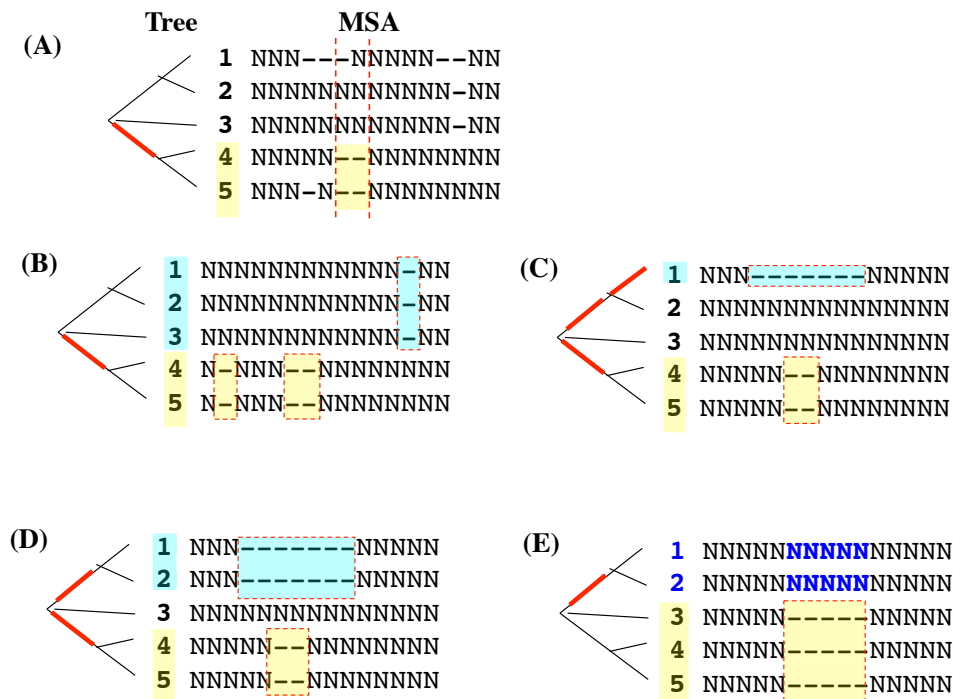 Tree MSA
(A)
1 NNN---NNNNN--NN
2 NNNNNNNNNNNN-NN
3 NNNNNNNNNNNN-NN
4 NNNNN--NNNNNNNN
5 NNN-N--NNNNNNNN
(B)
1 NNNNNNNNNNNN-NN
2 NNNNNNNNNNNN-NN
3 NNNNNNNNNNNN-NN
4 N-NNN--NNNNNNNN
5 N-NNN--NNNNNNNN
(C)
1 NNN-------NNNNN
2 NNNNNNNNNNNNNNN
3 NNNNNNNNNNNNNNN
4 NNNNN--NNNNNNNN
5 NNNNN--NNNNNNNN
(D)
1 NNN-------NNNNN
2 NNN-------NNNNN
3 NNNNNNNNNNNNNNN
4 NNNNN--NNNNNNNN
5 NNNNN--NNNNNNNN
(E)
1 NNNNNNNNNNNNNNN
2 NNNNNNNNNNNNNNN
3 NNNNN-----NNNNN
4 NNNNN-----NNNNN
5 NNNNN-----NNNNN